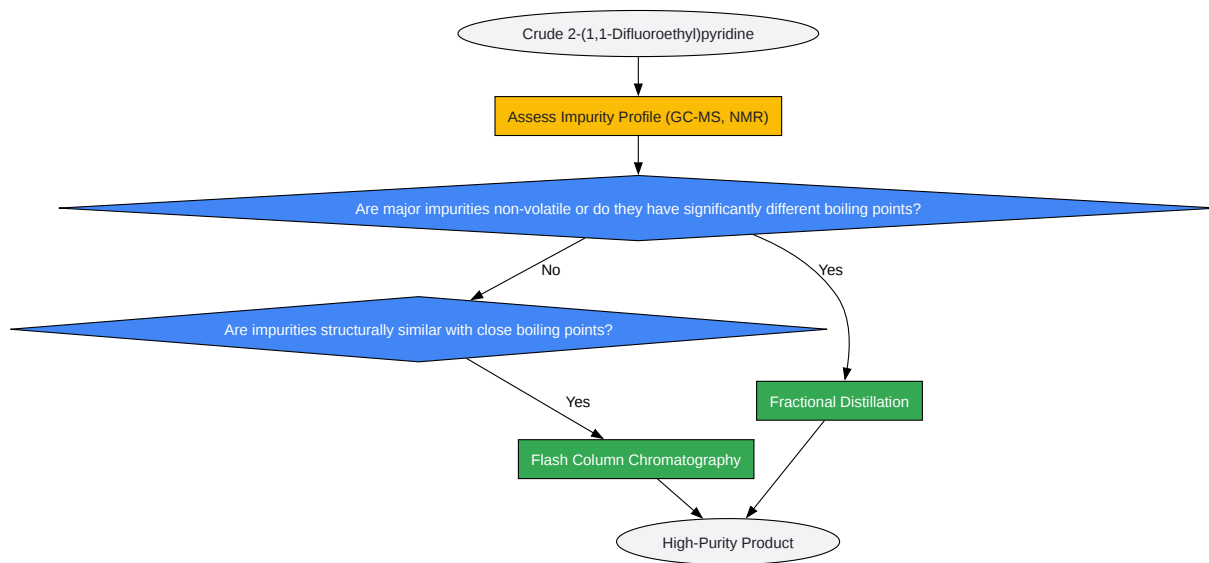 Crude 2-(1,1-Difluoroethyl)pyridine
Assess Impurity Profile (GC-MS, NMR)
Are major impurities non-volatile or do they have significantly different boiling points?
No
Yes
Are impurities structurally similar with close boiling points?
Yes
Fractional Distillation
Flash Column Chromatography
High-Purity Product